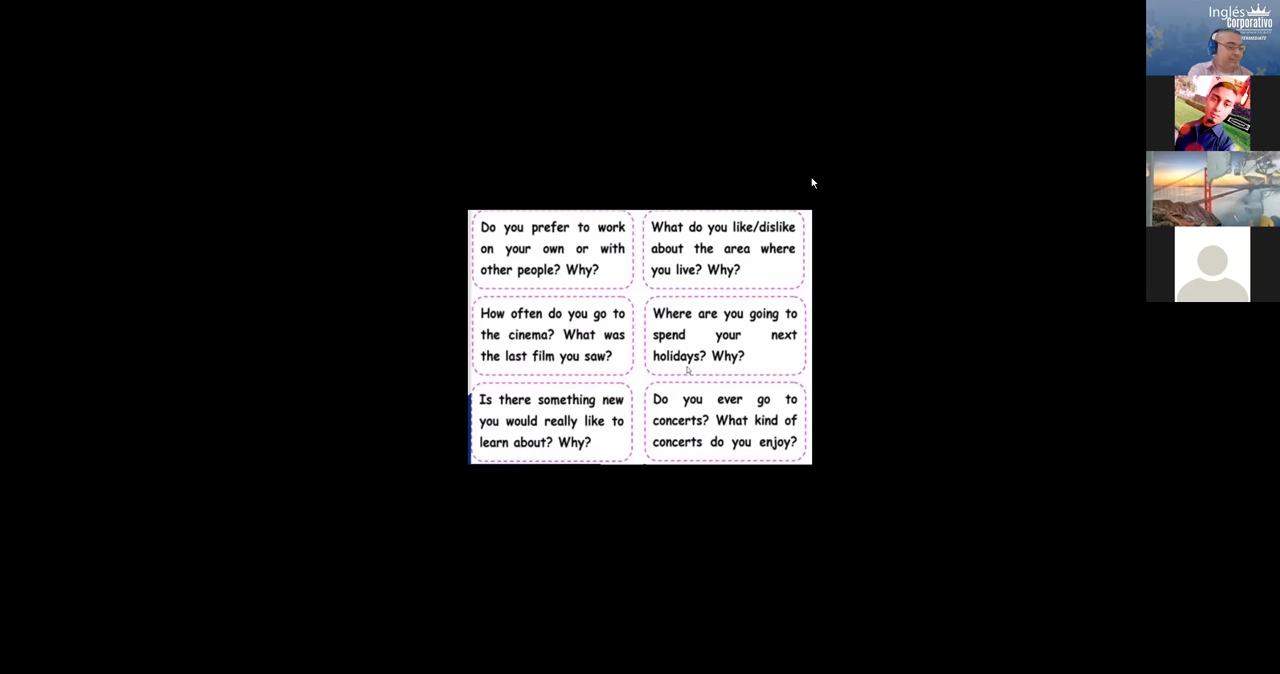 Inglés
Corporativo
Do you prefer to work
on your own or with
other people? Why?
What do you like/dislike
about the area where
you live? Why?
How often do you go to
the cinema? What was
the last film you saw?
Where are you going to
spend your next
holidays? Why?
Is there something new
you would really like to
learn about? Why?
Do you ever go to
concerts? What kind of
concerts do you enjoy?